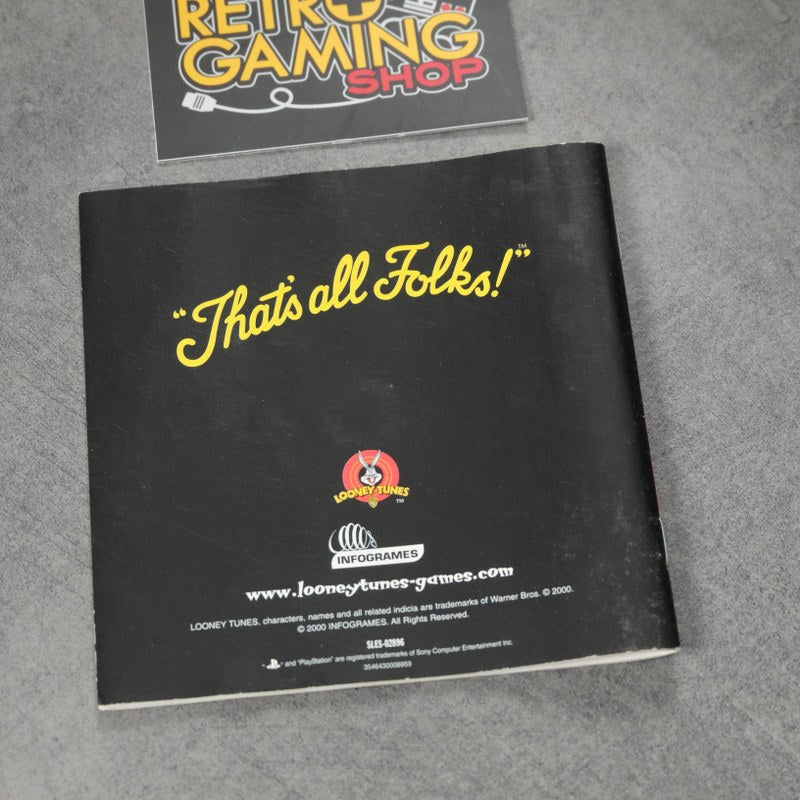 RETRO
GAMING
SHOP
“That's all Folks!”™
LOONEY TUNES ™
INFOGRAMES
www.looneytunes-games.com
LOONEY TUNES, characters, names and all related indicia are trademarks of Warner Bros. © 2000.
© 2000 INFOGRAMES. All Rights Reserved.
SLES-02896
" " and "PlayStation" are registered trademarks of Sony Computer Entertainment Inc.
3546430008959